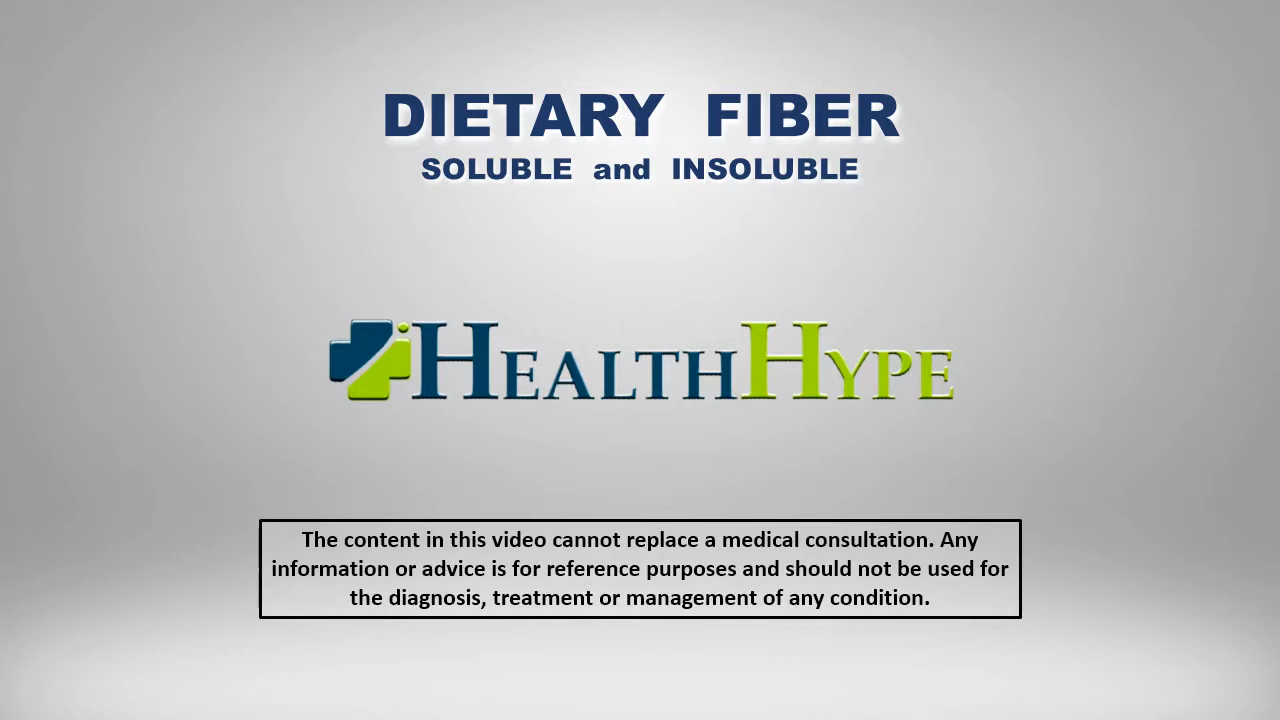 DIETARY FIBER
SOLUBLE and INSOLUBLE
HEALTHHYPE
The content in this video cannot replace a medical consultation. Any
information or advice is for reference purposes and should not be used for
the diagnosis, treatment or management of any condition.